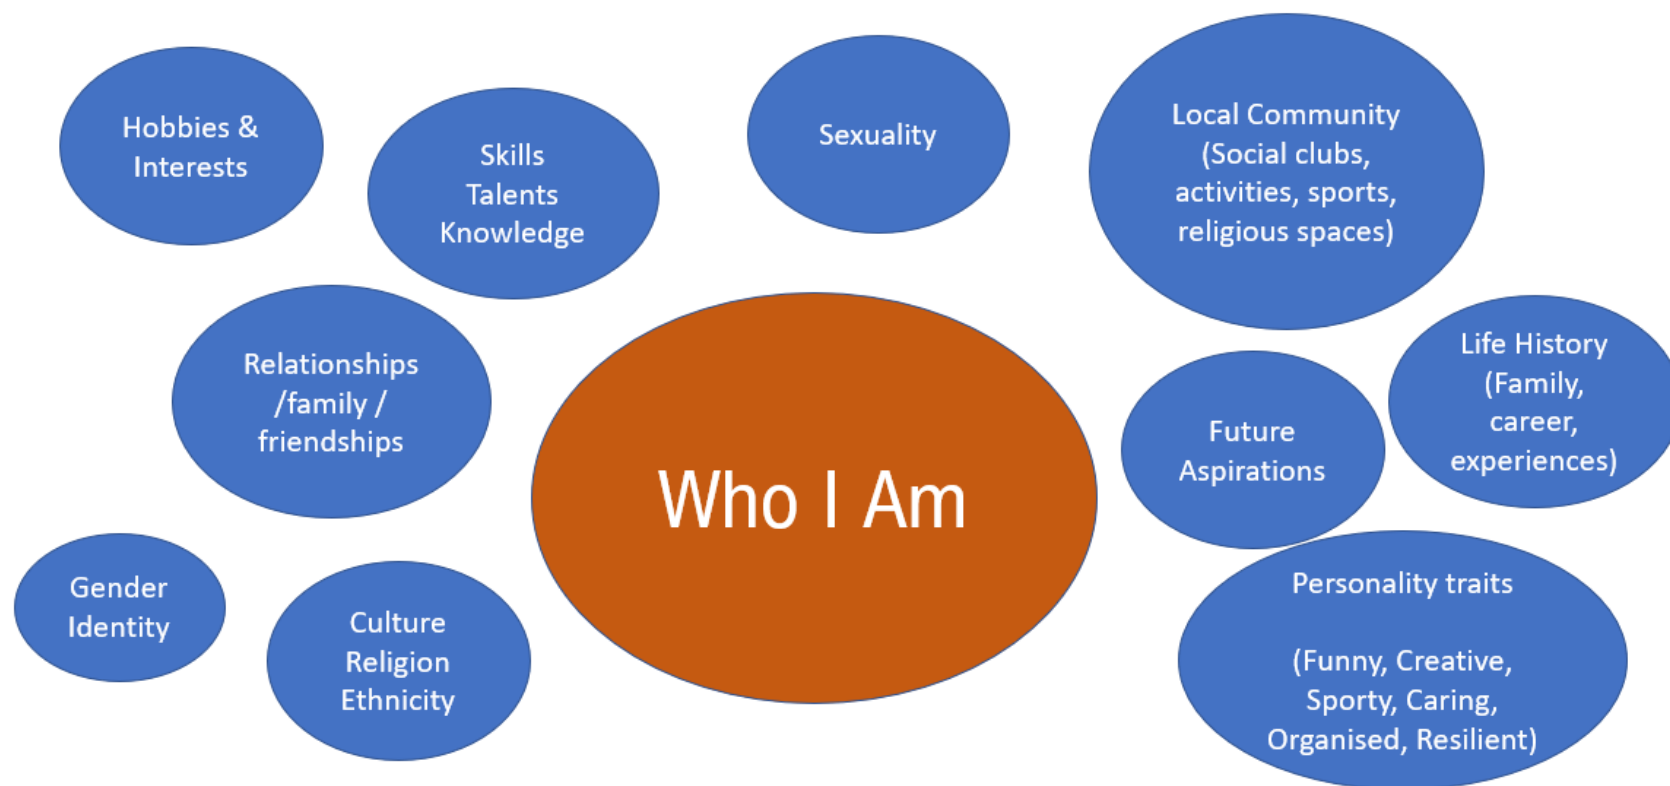 Hobbies &
Interests
Skills
Talents
Knowledge
Sexuality
Local Community
(Social clubs,
activities, sports,
religious spaces)
Relationships
/family /
friendships
Who I Am
Future
Aspirations
Life History
(Family,
career,
experiences)
Gender
Identity
Culture
Religion
Ethnicity
Personality traits
(Funny, Creative,
Sporty, Caring,
Organised, Resilient)